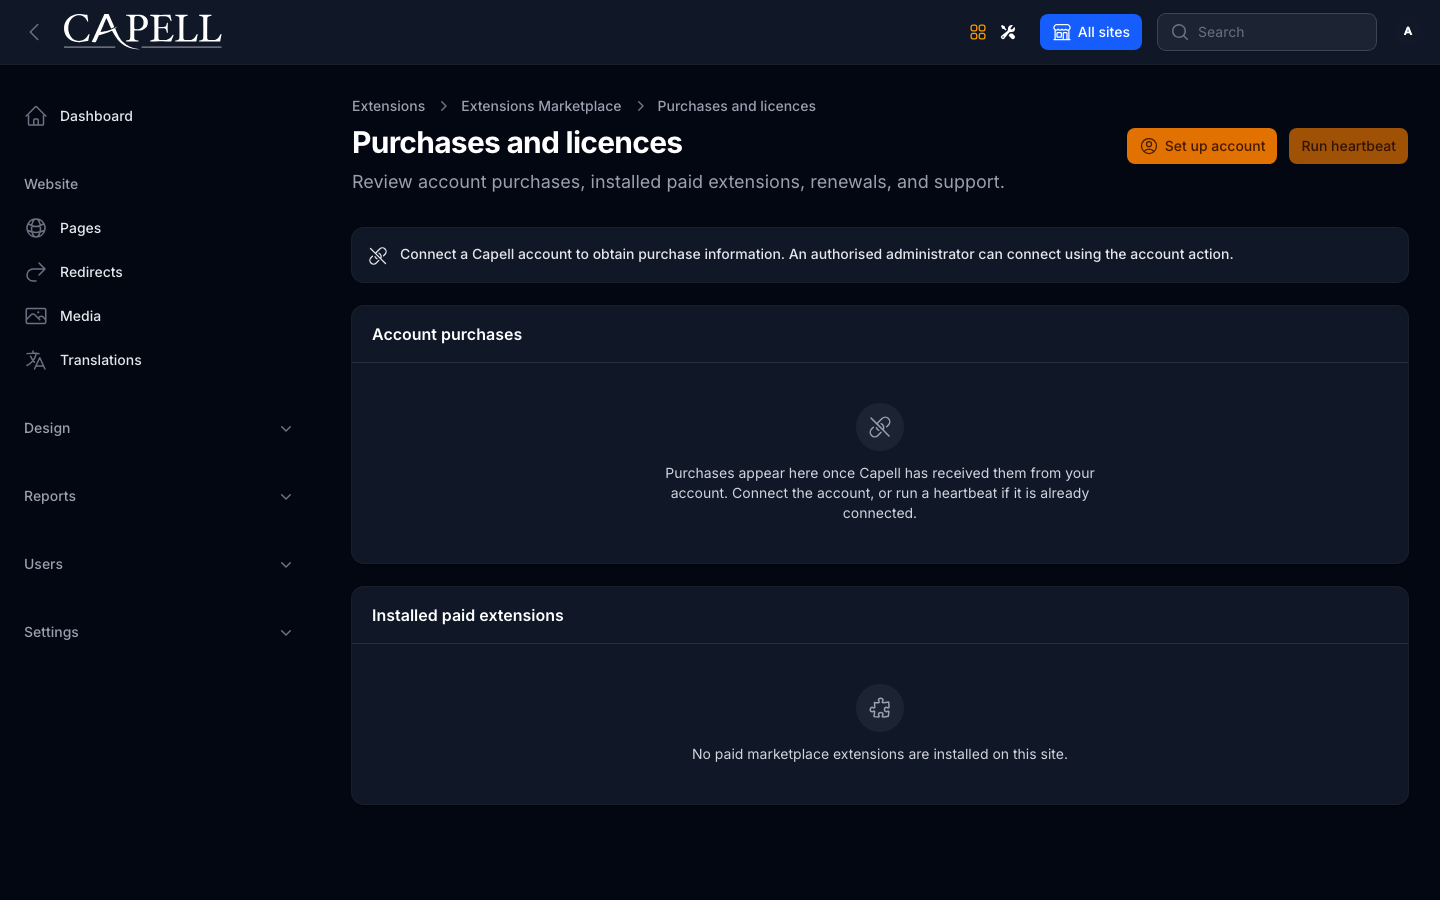 CAPELL
All sites
Search
A
Dashboard
Website
Pages
Redirects
Media
Translations
Design
Reports
Users
Settings
Extensions
Extensions Marketplace
Purchases and licences
Purchases and licences
Set up account
Run heartbeat
Review account purchases, installed paid extensions, renewals, and support.
Connect a Capell account to obtain purchase information. An authorised administrator can connect using the account action.
Account purchases
Purchases appear here once Capell has received them from your
account. Connect the account, or run a heartbeat if it is already
connected.
Installed paid extensions
No paid marketplace extensions are installed on this site.